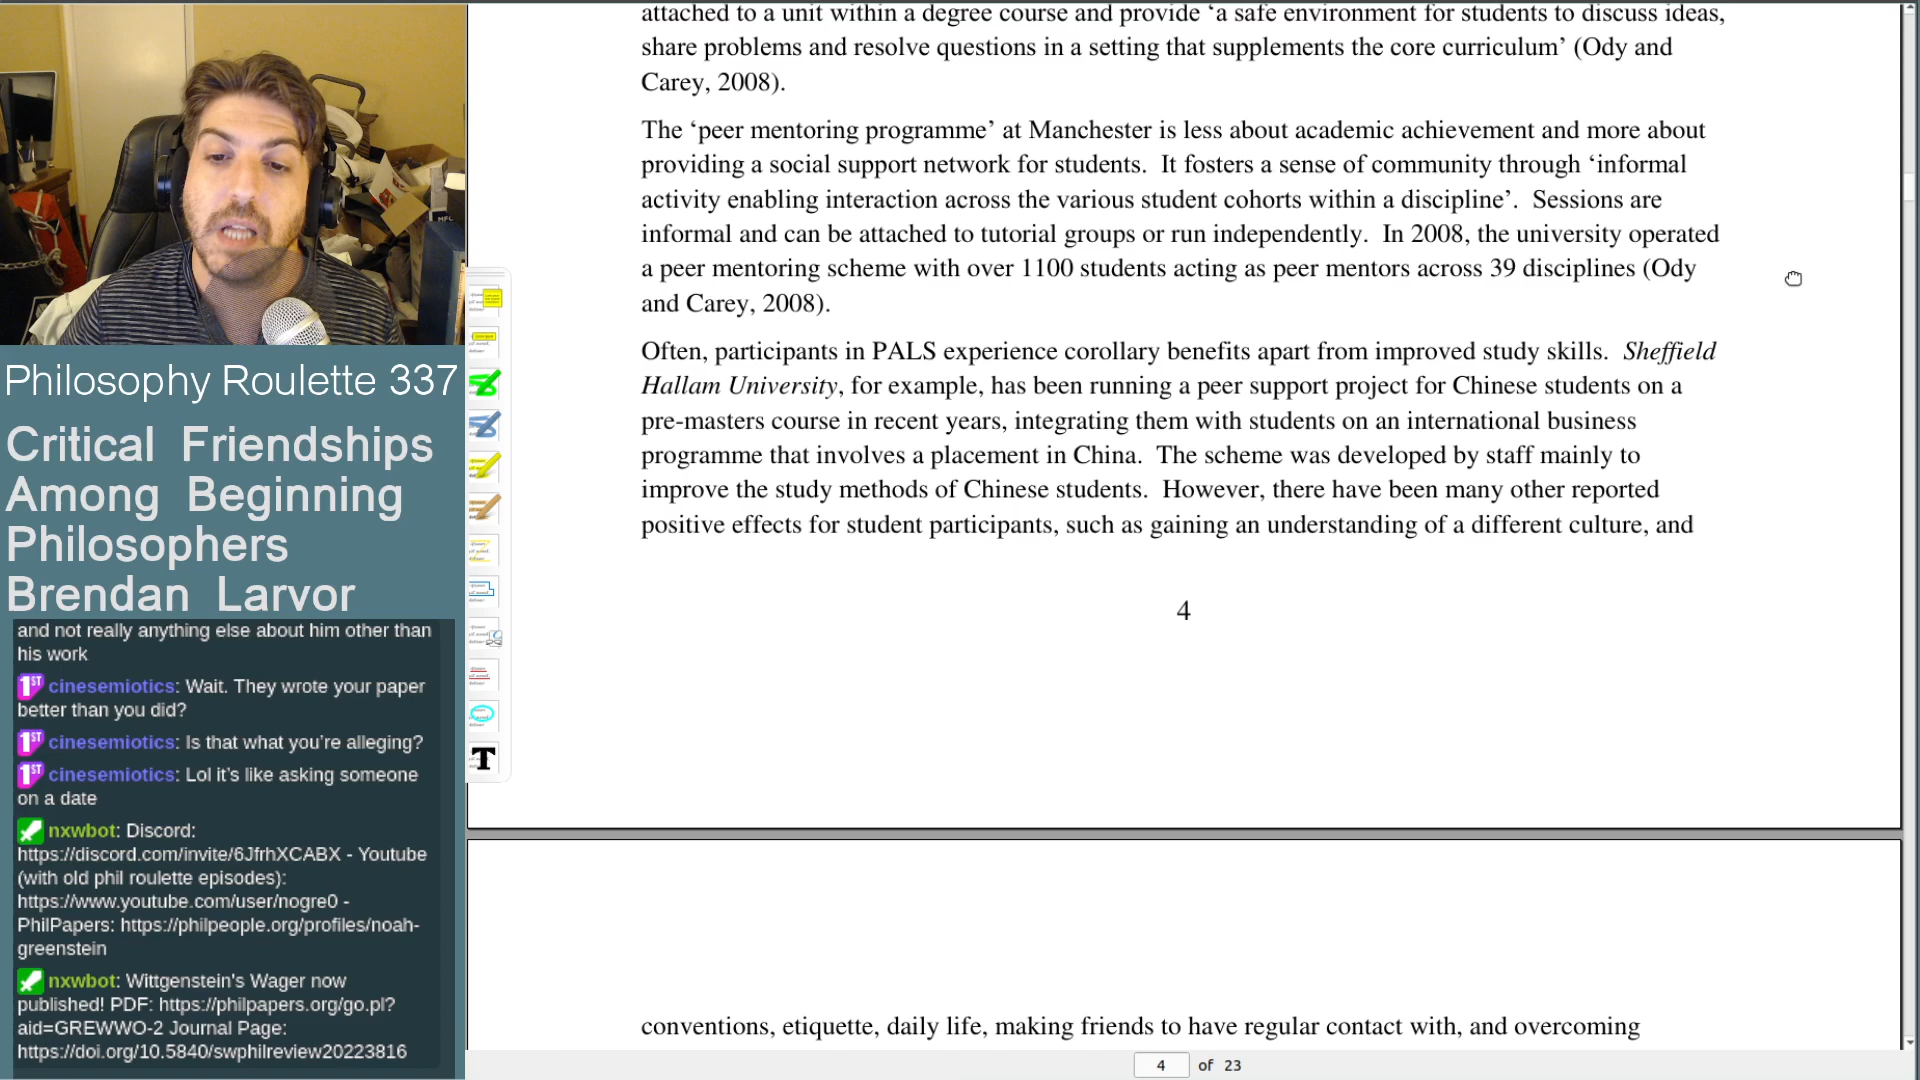 attached to a unit within a degree course and provide ‘a safe environment for students to discuss ideas,
share problems and resolve questions in a setting that supplements the core curriculum’ (Ody and
Carey, 2008).
The ‘peer mentoring programme’ at Manchester is less about academic achievement and more about
providing a social support network for students.  It fosters a sense of community through ‘informal
activity enabling interaction across the various student cohorts within a discipline’.  Sessions are
informal and can be attached to tutorial groups or run independently.  In 2008, the university operated
a peer mentoring scheme with over 1100 students acting as peer mentors across 39 disciplines (Ody
and Carey, 2008).
Often, participants in PALS experience corollary benefits apart from improved study skills.  Sheffield
Hallam University, for example, has been running a peer support project for Chinese students on a
pre-masters course in recent years, integrating them with students on an international business
programme that involves a placement in China.  The scheme was developed by staff mainly to
improve the study methods of Chinese students.  However, there have been many other reported
positive effects for student participants, such as gaining an understanding of a different culture, and
4
conventions, etiquette, daily life, making friends to have regular contact with, and overcoming
4 of 23
T
Philosophy Roulette 337
Critical Friendships
Among Beginning
Philosophers
Brendan Larvor
and not really anything else about him other than
his work
1ST cinesemiotics: Wait. They wrote your paper
better than you did?
1ST cinesemiotics: Is that what you’re alleging?
1ST cinesemiotics: Lol it’s like asking someone
on a date
nxwbot: Discord:
https://discord.com/invite/6JfrhXCABX - Youtube
(with old phil roulette episodes):
https://www.youtube.com/user/nogre0 -
PhilPapers: https://philpeople.org/profiles/noah-
greenstein
nxwbot: Wittgenstein's Wager now
published! PDF: https://philpapers.org/go.pl?
aid=GREWWO-2 Journal Page:
https://doi.org/10.5840/swphilreview20223816